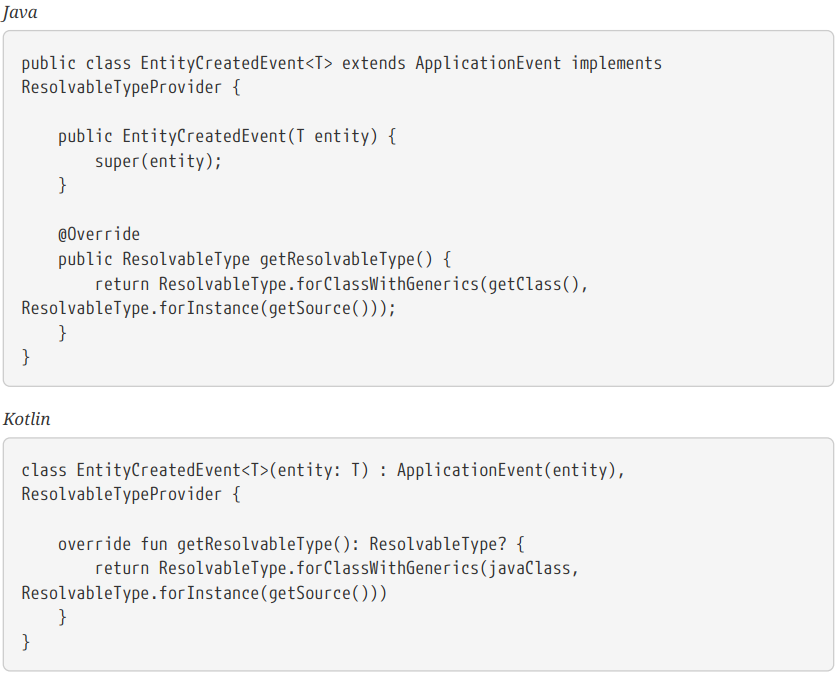 Java
public class EntityCreatedEvent<T> extends ApplicationEvent implements
ResolvableTypeProvider {
    public EntityCreatedEvent(T entity) {
        super(entity);
    }
    @Override
    public ResolvableType getResolvableType() {
        return ResolvableType.forClassWithGenerics(getClass(),
ResolvableType.forInstance(getSource()));
    }
}
Kotlin
class EntityCreatedEvent<T>(entity: T) : ApplicationEvent(entity),
ResolvableTypeProvider {
    override fun getResolvableType(): ResolvableType? {
        return ResolvableType.forClassWithGenerics(javaClass,
ResolvableType.forInstance(getSource()))
    }
}